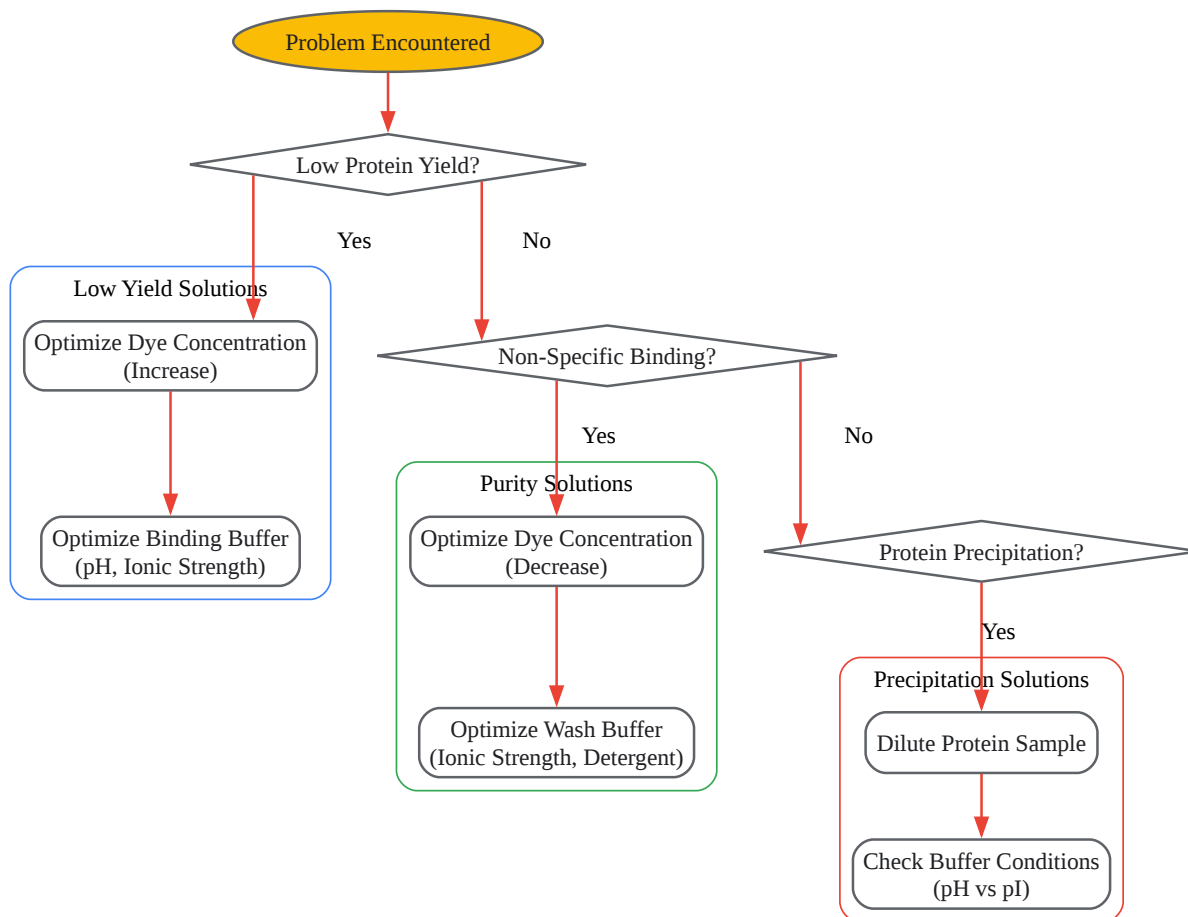 Problem Encountered
Low Protein Yield?
Yes
No
Low Yield Solutions
Optimize Dye Concentration
(Increase)
Non-Specific Binding?
Yes
No
Purity Solutions
Optimize Binding Buffer
(pH, Ionic Strength)
Optimize Dye Concentration
(Decrease)
Protein Precipitation?
Yes
Precipitation Solutions
Optimize Wash Buffer
(Ionic Strength, Detergent)
Dilute Protein Sample
Check Buffer Conditions
(pH vs pI)